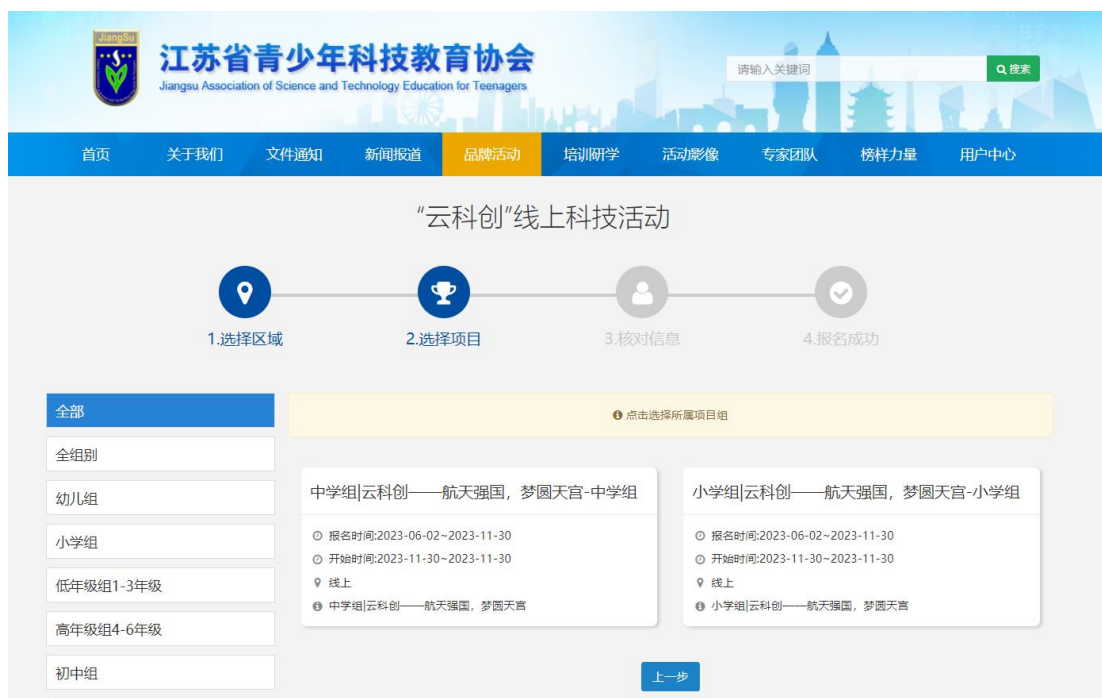 JiangSu
江苏省青少年科技教育协会
Jiangsu Association of Science and Technology Education for Teenagers
请输入关键词
搜索
首页 关于我们 文件通知 新闻报道 品牌活动 培训研学 活动影像 专家团队 榜样力量 用户中心
“云科创”线上科技活动
1.选择区域 2.选择项目 3.核对信息 4.报名成功
全部
全组别
幼儿组
小学组
低年级组1-3年级
高年级组4-6年级
初中组
点击选择所属项目组
中学组|云科创——航天强国，梦圆天宫-中学组
报名时间:2023-06-02~2023-11-30
开始时间:2023-11-30~2023-11-30
线上
中学组|云科创——航天强国，梦圆天宫
小学组|云科创——航天强国，梦圆天宫-小学组
报名时间:2023-06-02~2023-11-30
开始时间:2023-11-30~2023-11-30
线上
小学组|云科创——航天强国，梦圆天宫
上一步